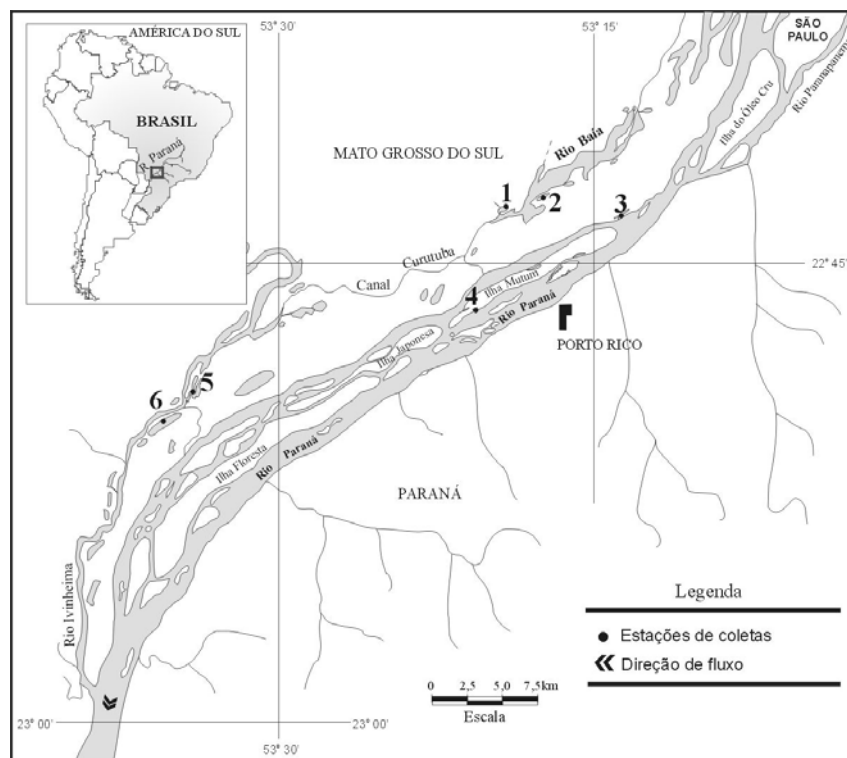 53° 30'
53° 15'
AMÉRICA DO SUL
BRASIL
R. Paraná
SÃO
PAULO
Rio Paranapanema
Ilha do Óleo Cru
Rio Baía
MATO GROSSO DO SUL
1
2
3
Curutuba
Canal
22° 45'
Ilha Mutum
4
Rio Paraná
PORTO RICO
Ilha Japonesa
5
6
Ilha Floresta
Rio Paraná
PARANÁ
Rio Ivinheima
Legenda
Estações de coletas
Direção de fluxo
0 2,5 5,0 7,5km
Escala
23° 00'
23° 00'
53° 30'